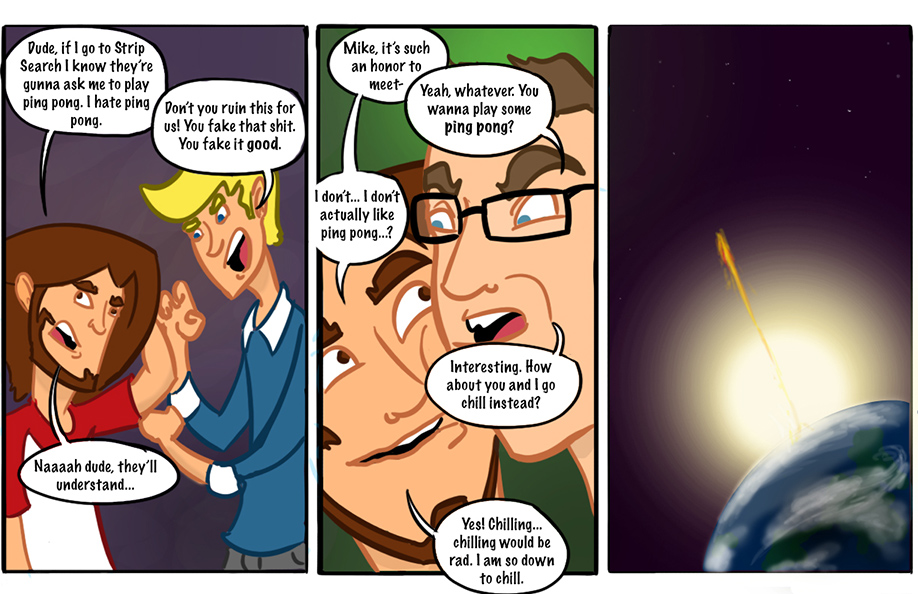 Dude, if I go to Strip
Search I know they're
gunna ask me to play
ping pong. I hate ping
pong.
Don't you ruin this for
us! You fake that shit.
You fake it good.
Naaaah dude, they'll
understand...
Mike, it's such
an honor to
meet-
Yeah, whatever. You
wanna play some
ping pong?
I don't... I don't
actually like
ping pong...?
Interesting. How
about you and I go
chill instead?
Yes! Chilling...
chilling would be
rad. I am so down
to chill.